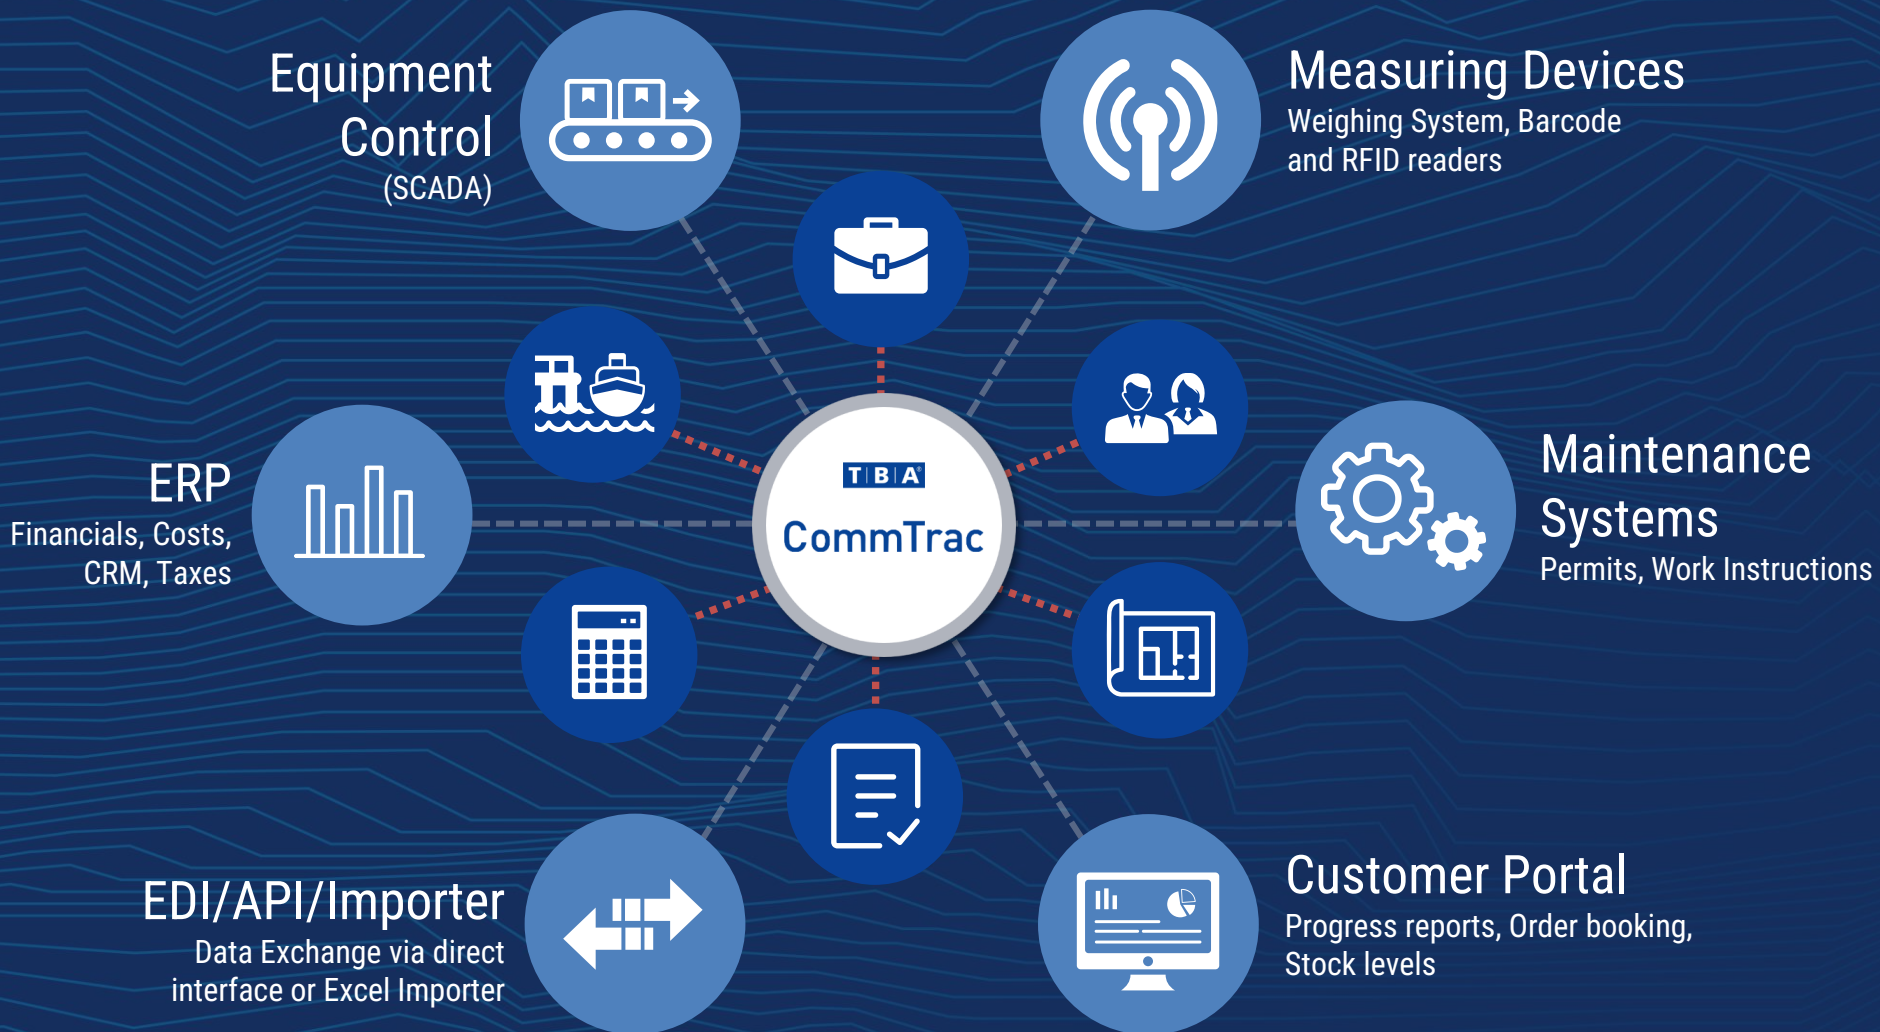 Equipment
Control
(SCADA)
Measuring Devices
Weighing System, Barcode
and RFID readers
ERP
Financials, Costs,
CRM, Taxes
TBA®
CommTrac
Maintenance
Systems
Permits, Work Instructions
EDI/API/Importer
Data Exchange via direct
interface or Excel Importer
Customer Portal
Progress reports, Order booking,
Stock levels